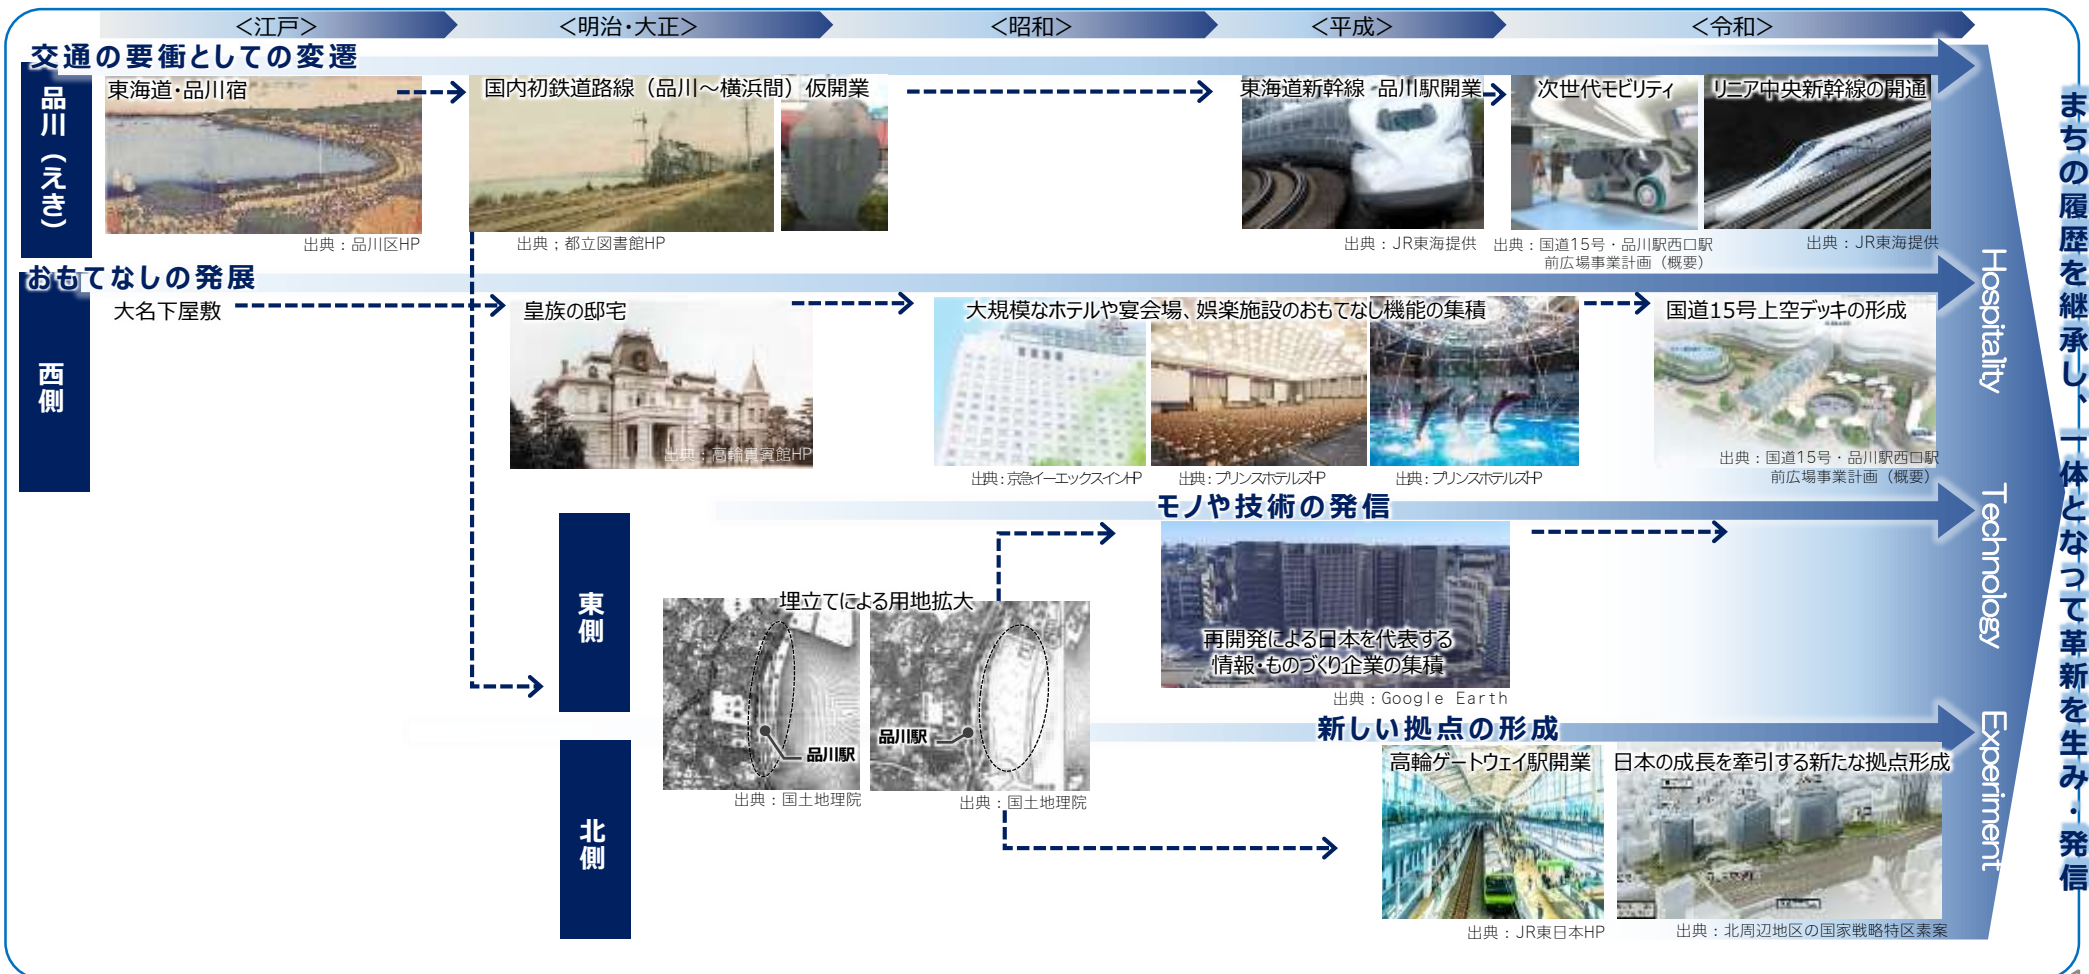 <江戸>
<明治・大正>
<昭和>
<平成>
<令和>
交通の要衝としての変遷
品川（えき）
東海道・品川宿
国内初鉄道路線（品川～横浜間）仮開業
東海道新幹線 品川駅開業
次世代モビリティ
リニア中央新幹線の開通
出典：品川区HP
出典；都立図書館HP
出典：JR東海提供
出典：国道15号・品川駅西口駅
前広場事業計画（概要）
出典：JR東海提供
おもてなしの発展
西側
大名下屋敷
皇族の邸宅
大規模なホテルや宴会場、娯楽施設のおもてなし機能の集積
国道15号上空デッキの形成
出典：高輪貴賓館HP
出典：京急イーエックスインHP
出典：プリンスホテルズHP
出典：プリンスホテルズHP
出典：国道15号・品川駅西口駅
前広場事業計画（概要）
Hospitality
モノや技術の発信
東側
埋立てによる用地拡大
品川駅
品川駅
出典：国土地理院
出典：国土地理院
再開発による日本を代表する
情報・ものづくり企業の集積
出典：Google Earth
Technology
新しい拠点の形成
北側
高輪ゲートウェイ駅開業
日本の成長を牽引する新たな拠点形成
出典：JR東日本HP
出典：北周辺地区の国家戦略特区素案
Experiment
まちの履歴を継承し、一体となって革新を生み・発信